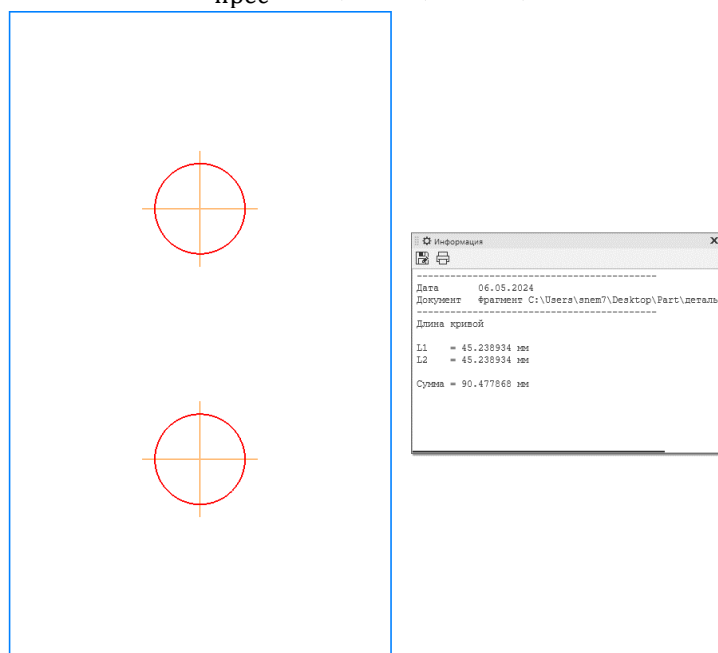 прес
Информация
Дата 06.05.2024
Документ Фрагмент C:\Users\snem7\Desktop\Part\деталь
Длина кривой
L1 = 45.238934 мм
L2 = 45.238934 мм
Сумма = 90.477868 мм